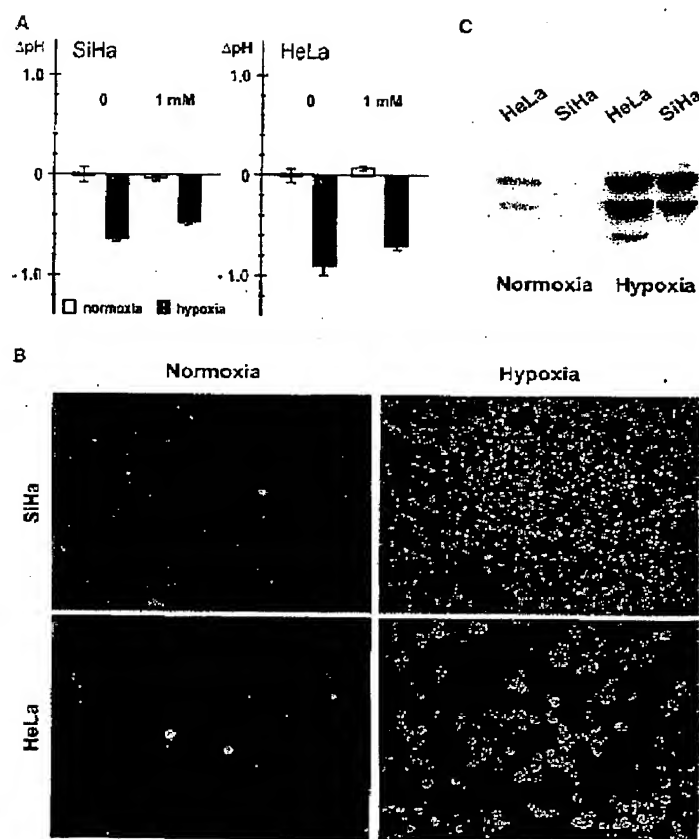 A
ΔpH SiHa
1.0
0 1 mM
0
- 1.0
normoxia hypoxia
ΔpH HeLa
1.0
0 1 mM
0
- 1.0
C
HeLa SiHa HeLa SiHa
Normoxia Hypoxia
B
Normoxia Hypoxia
SiHa
HeLa